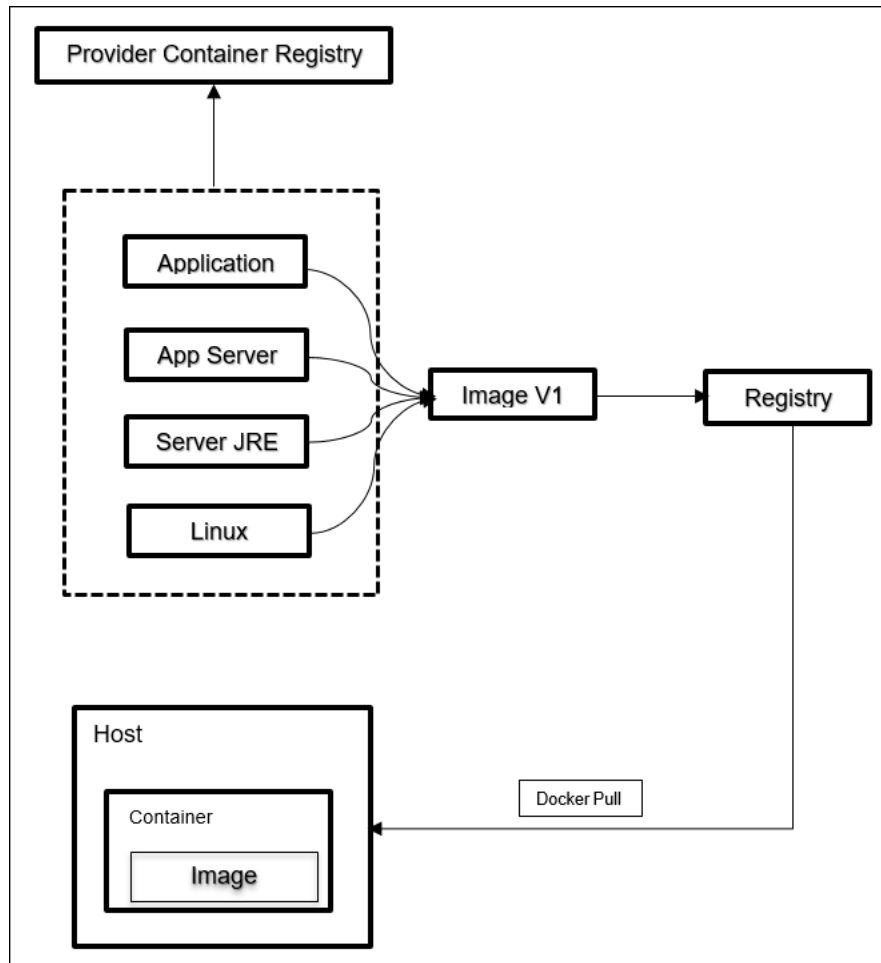 Provider Container Registry
Application
App Server
Server JRE
Linux
Image V1
Registry
Host
Container
Image
Docker Pull